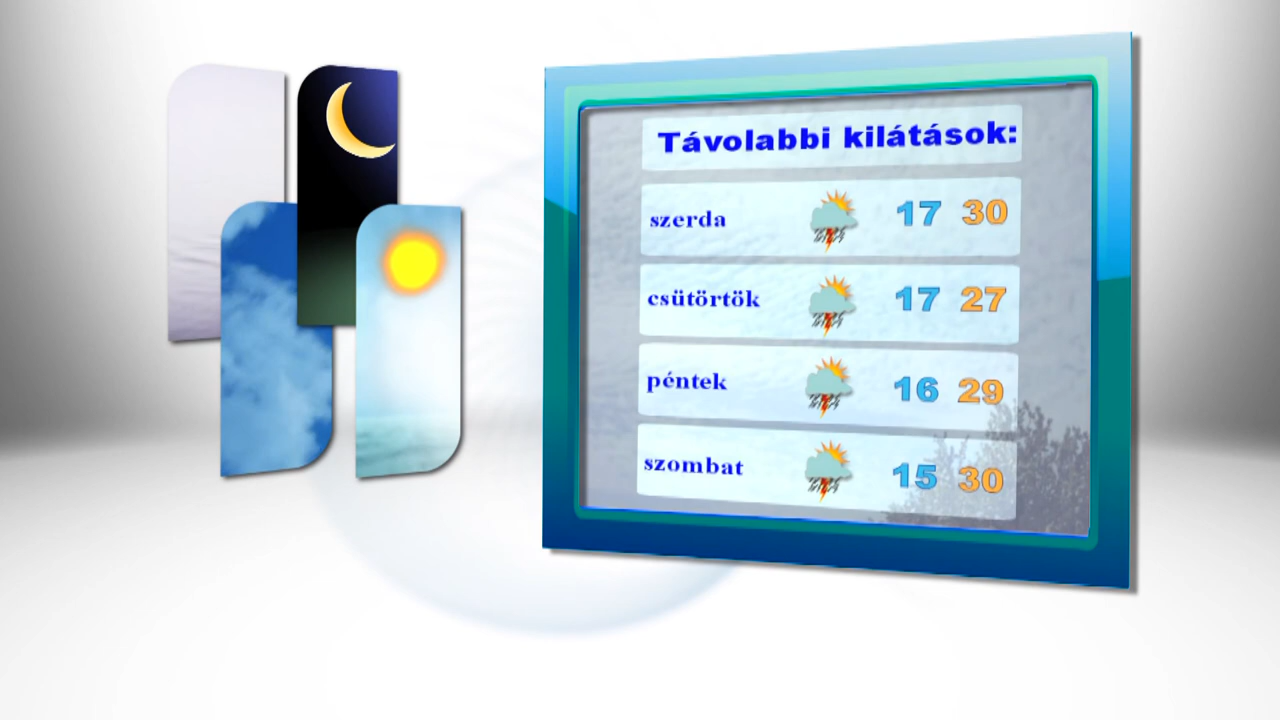 Távolabbi kilátások:
szerda 17 30
csütörtök 17 27
péntek 16 29
szombat 15 30